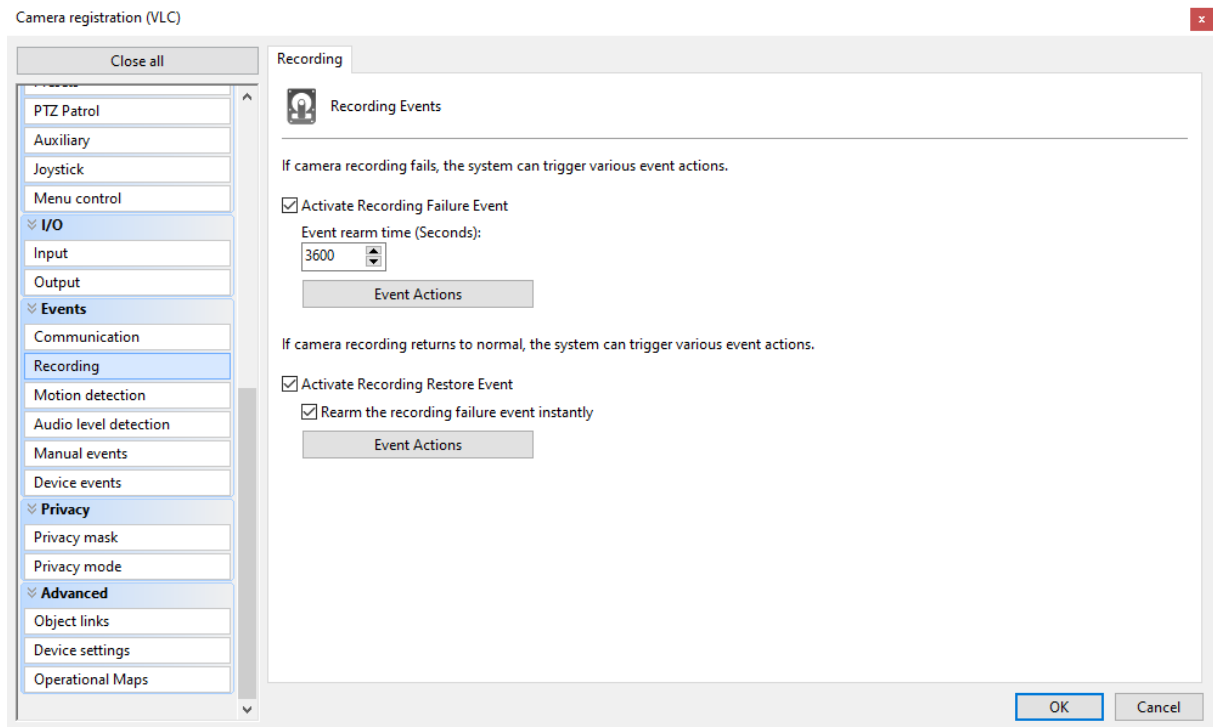 Camera registration (VLC)
x
Close all
PTZ Patrol
Auxiliary
Joystick
Menu control
I/O
Input
Output
Events
Communication
Recording
Motion detection
Audio level detection
Manual events
Device events
Privacy
Privacy mask
Privacy mode
Advanced
Object links
Device settings
Operational Maps
Recording
Recording Events
If camera recording fails, the system can trigger various event actions.
Activate Recording Failure Event
Event rearm time (Seconds):
3600
Event Actions
If camera recording returns to normal, the system can trigger various event actions.
Activate Recording Restore Event
Rearm the recording failure event instantly
Event Actions
OK
Cancel